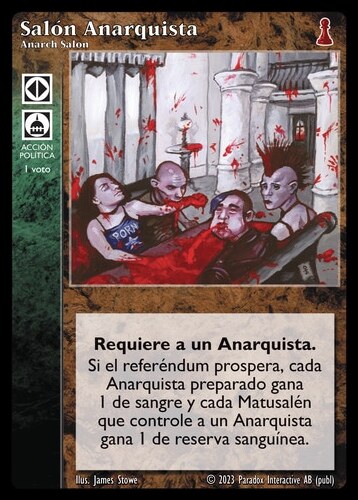 Salón Anarquista
Anarch Salon
ACCIÓN
POLÍTICA
1 voto
PORN
Requiere a un Anarquista.
Si el referéndum prospera, cada
Anarquista preparado gana
1 de sangre y cada Matusalén
que controle a un Anarquista
gana 1 de reserva sanguínea.
Ilus. James Stowe
© 2023 Paradox Interactive AB (publ)